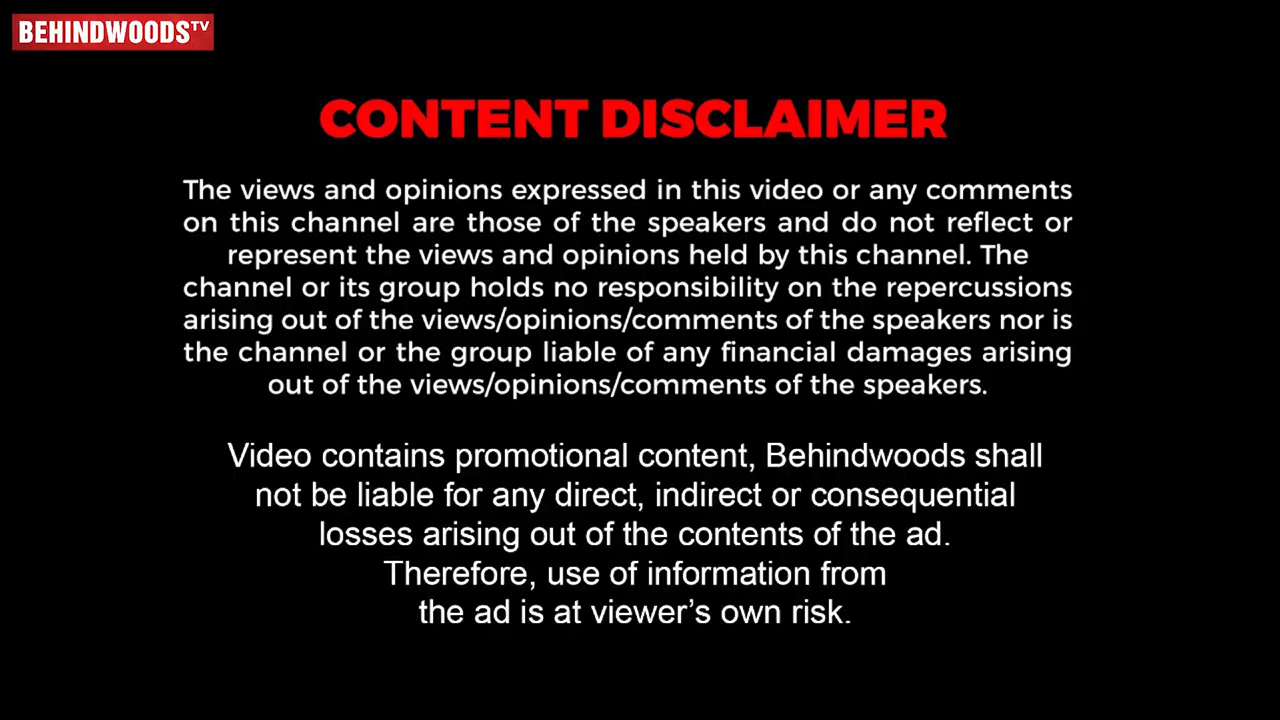 BEHINDWOODSTV
CONTENT DISCLAIMER
The views and opinions expressed in this video or any comments
on this channel are those of the speakers and do not reflect or
represent the views and opinions held by this channel. The
channel or its group holds no responsibility on the repercussions
arising out of the views/opinions/comments of the speakers nor is
the channel or the group liable of any financial damages arising
out of the views/opinions/comments of the speakers.
Video contains promotional content, Behindwoods shall
not be liable for any direct, indirect or consequential
losses arising out of the contents of the ad.
Therefore, use of information from
the ad is at viewer’s own risk.